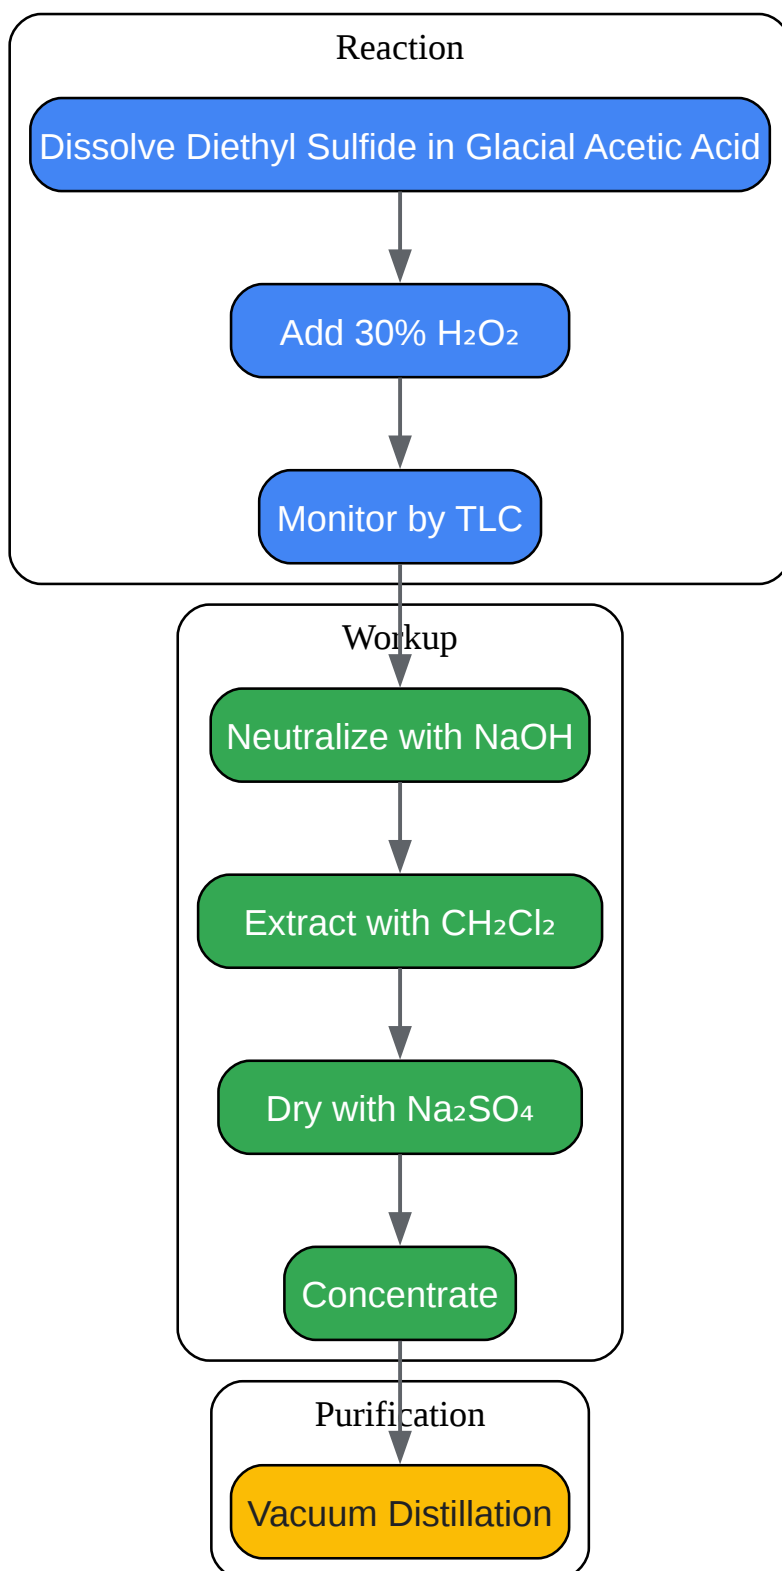 Reaction
Dissolve Diethyl Sulfide in Glacial Acetic Acid
Add 30% H₂O₂
Monitor by TLC
Workup
Neutralize with NaOH
Extract with CH₂Cl₂
Dry with Na₂SO₄
Concentrate
Purification
Vacuum Distillation